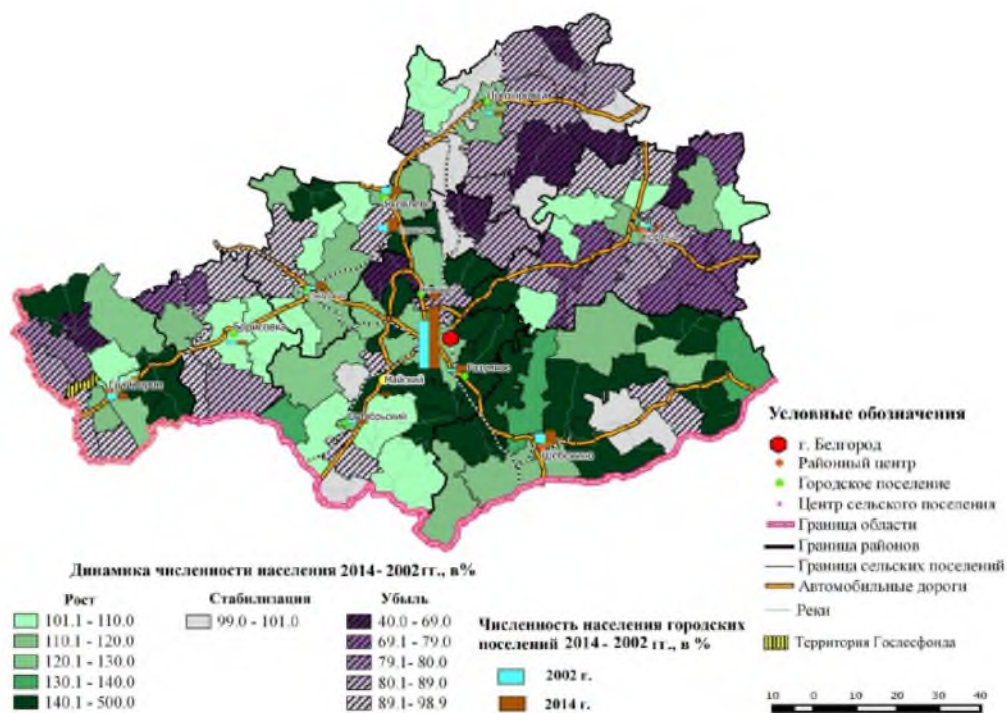 Прохоровка
Яковлево
Борисовка
Разумное
Майский
Октябрьский
Шебекино
Условные обозначения
г. Белгород
Районный центр
Городское поселение
Центр сельского поселения
Граница области
Граница районов
Граница сельских поселений
Автомобильные дороги
Реки
Территория Гослесфонда
10 0 10 20 30 40
Динамика численности населения 2014- 2002гг., в%
Рост
101.1 - 110.0
110.1 - 120.0
120.1 - 130.0
130.1 - 140.0
140.1 - 500.0
Стабилизация
99.0 - 101.0
Убыль
40.0 - 69.0
69.1 - 79.0
79.1 - 80.0
80.1 - 89.0
89.1 - 98.9
Численность населения городских
поселений 2014 - 2002 гг., в %
2002 г.
2014 г.